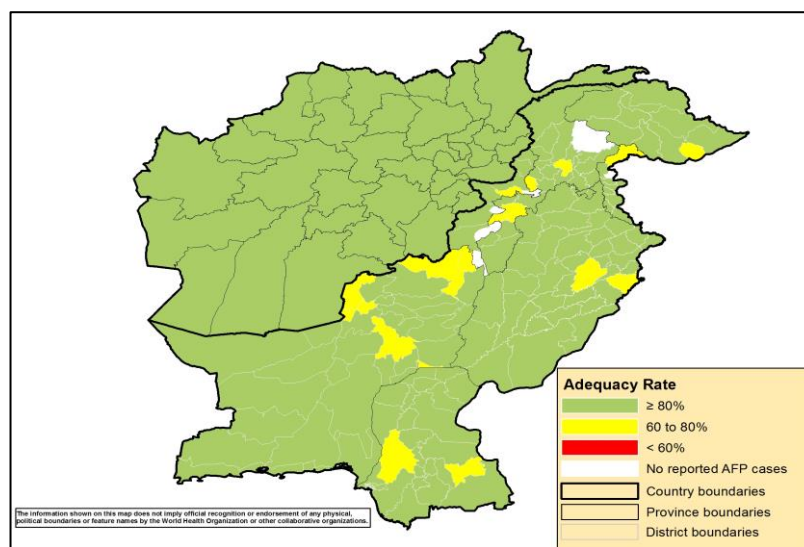 Adequacy Rate
≥ 80%
60 to 80%
< 60%
No reported AFP cases
Country boundaries
Province boundaries
District boundaries
The information shown on this map does not imply official recognition or endorsement of any physical,
political boundaries or feature names by the World Health Organization or other collaborative organizations.